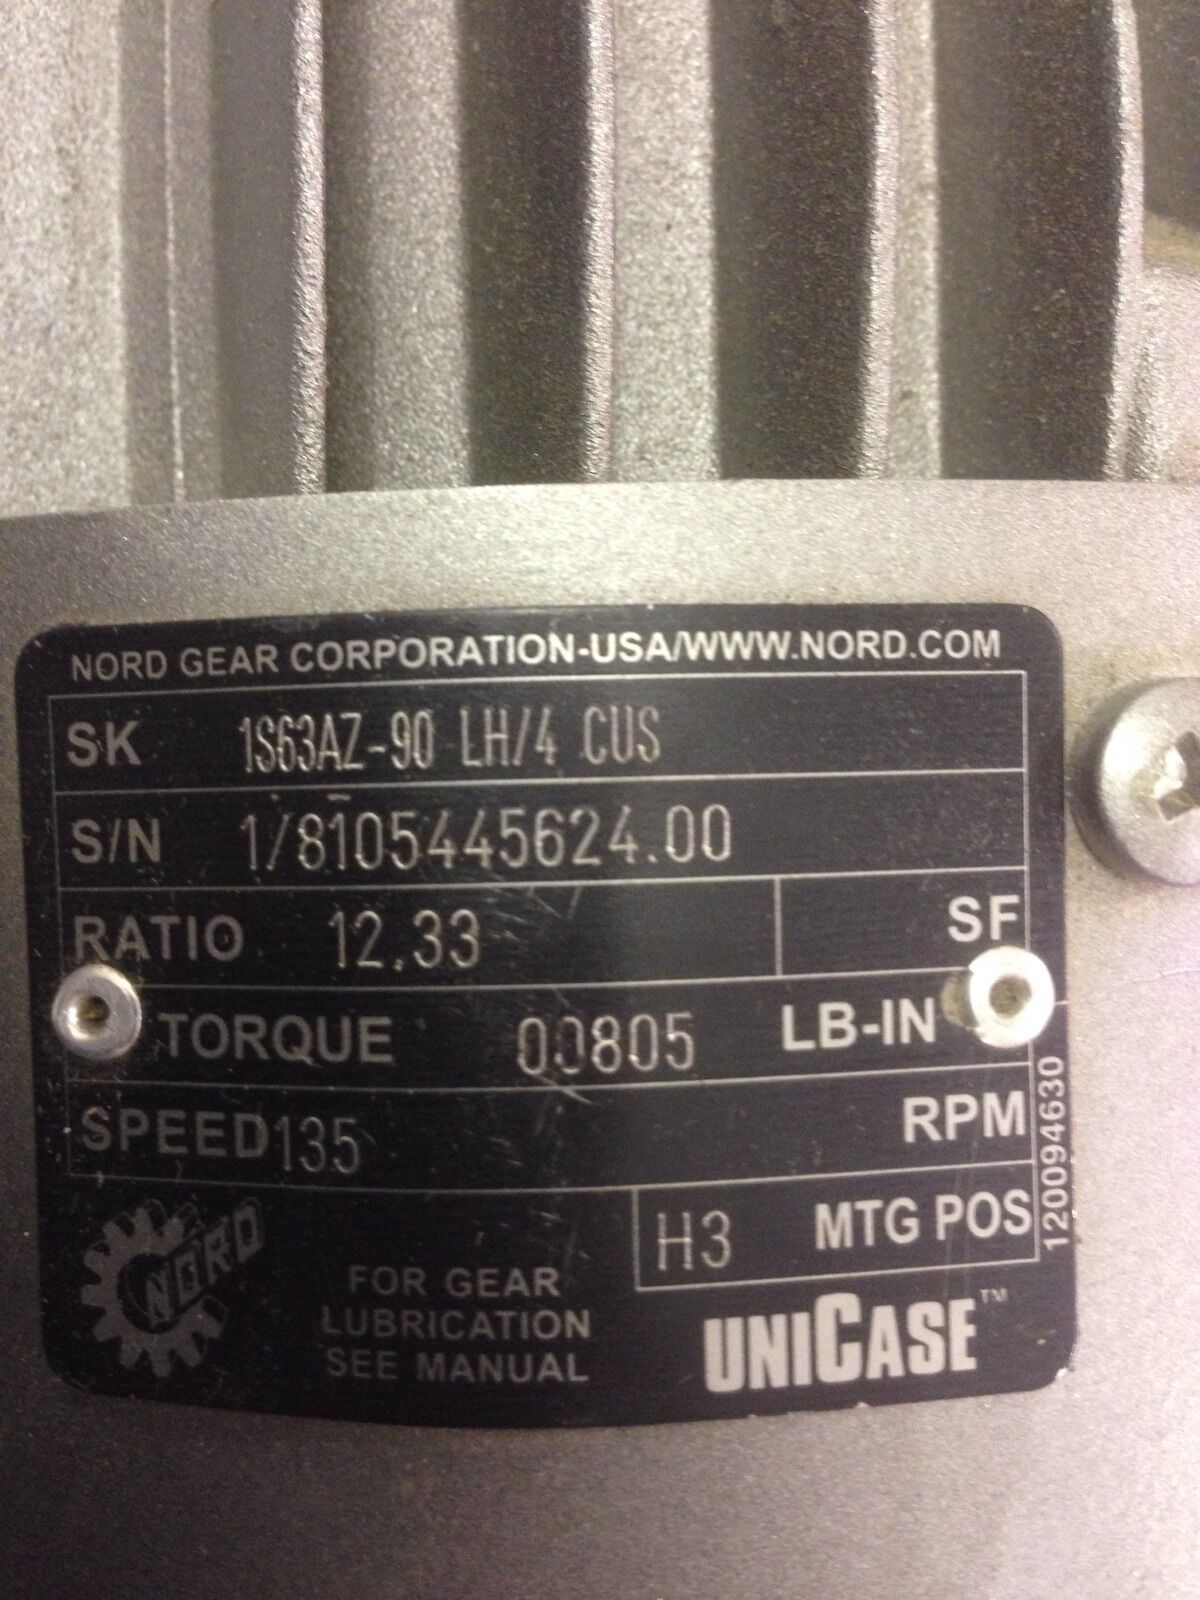 NORD GEAR CORPORATION-USA/WWW.NORD.COM
SK 1S63AZ-90 LH/4 CUS
S/N 1/8105445624.00
RATIO 12.33 SF
TORQUE 00805 LB-IN
SPEED 135 RPM
H3 MTG POS
120094630
NORD
FOR GEAR
LUBRICATION
SEE MANUAL
UNICASE™